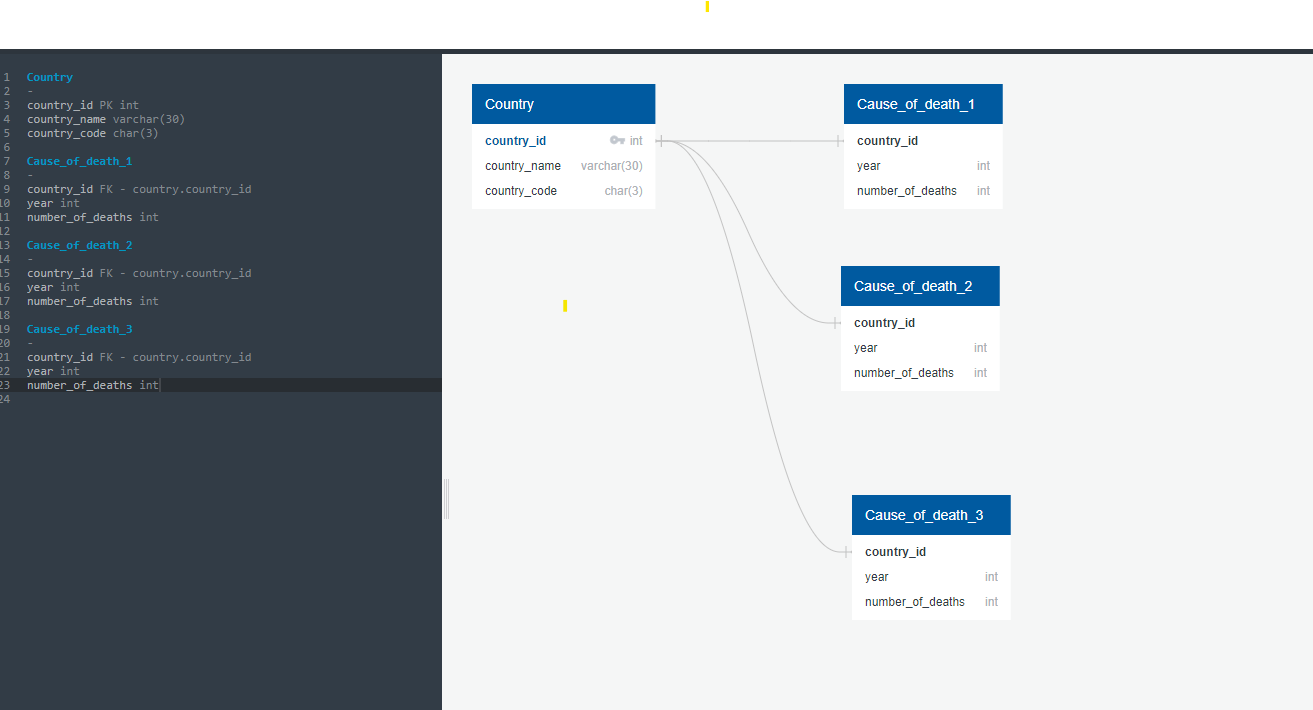 1 Country
2 -
3 country_id PK int
4 country_name varchar(30)
5 country_code char(3)
6
7 Cause_of_death_1
8 -
9 country_id FK - country.country_id
10 year int
11 number_of_deaths int
12
13 Cause_of_death_2
14 -
15 country_id FK - country.country_id
16 year int
17 number_of_deaths int
18
19 Cause_of_death_3
20 -
21 country_id FK - country.country_id
22 year int
23 number_of_deaths int
24
Country
country_id int
country_name varchar(30)
country_code char(3)
Cause_of_death_1
country_id
year int
number_of_deaths int
Cause_of_death_2
country_id
year int
number_of_deaths int
Cause_of_death_3
country_id
year int
number_of_deaths int